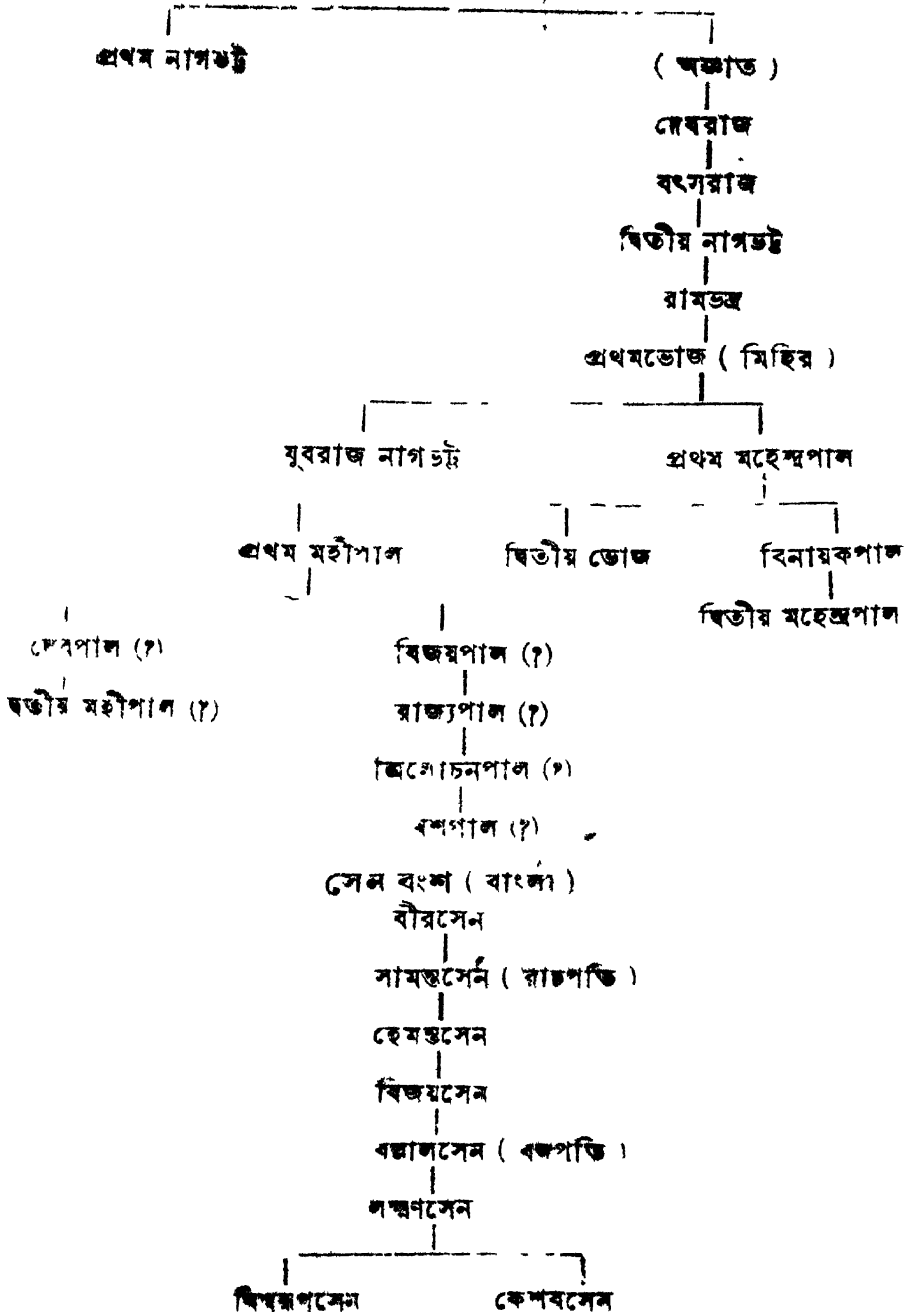 প্রথম নাগভট্ট
( অজ্ঞাত )
দেবরাজ
বৎসরাজ
দ্বিতীয় নাগভট্ট
রামভদ্র
প্রথমভোজ ( মিহির )
যুবরাজ নাগভট্ট প্রথম মহেন্দ্রপাল
প্রথম মহীপাল দ্বিতীয় ভোজ বিনায়কপাল
দ্বিতীয় মহেন্দ্রপাল
দেবপাল (?) বিজয়পাল (?)
দ্বিতীয় মহীপাল (?) রাজ্যপাল (?)
ত্রিলোচনপাল (?)
যশপাল (?)
সেন বংশ ( বাংলা )
বীরসেন
সামন্তসেন ( রাঢপতি )
হেমন্তসেন
বিজয়সেন
বল্লালসেন ( বঙ্গপতি )
লক্ষ্মণসেন
বিশ্বরূপসেন কেশবসেন